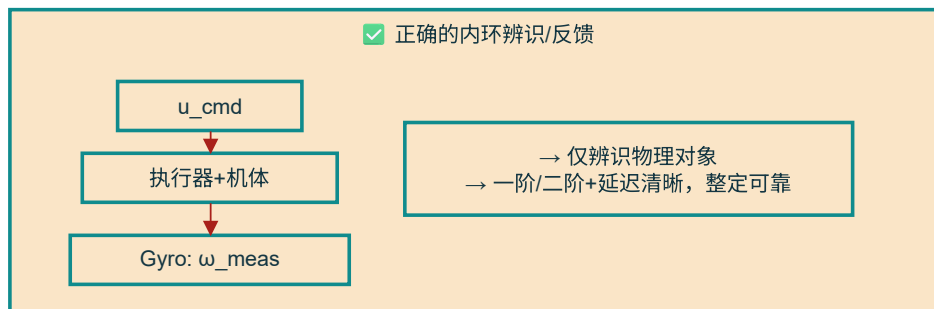 ✅ 正确的内环辨识/反馈
u_cmd
执行器+机体
Gyro: ω_meas
→ 仅辨识物理对象
→ 一阶/二阶+延迟清晰，整定可靠